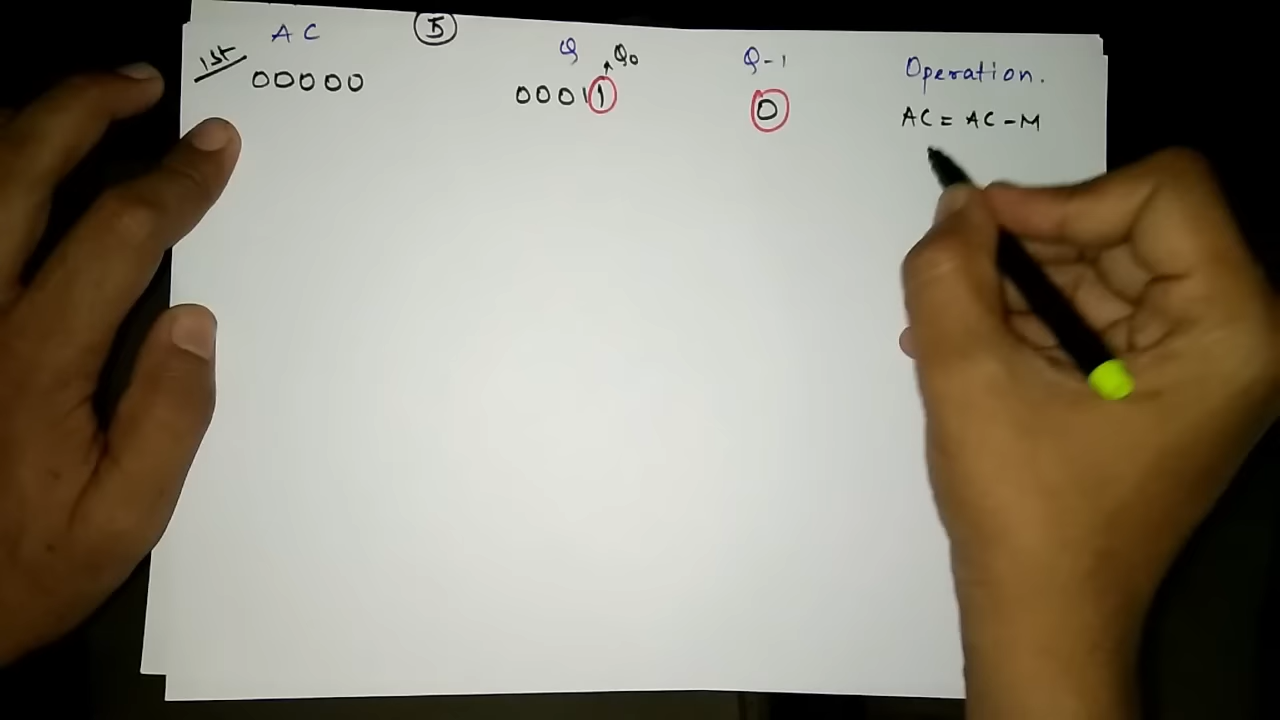 AC 5 Q Q0 Q-1 Operation.
1st 00000 00011 0 AC = AC-M